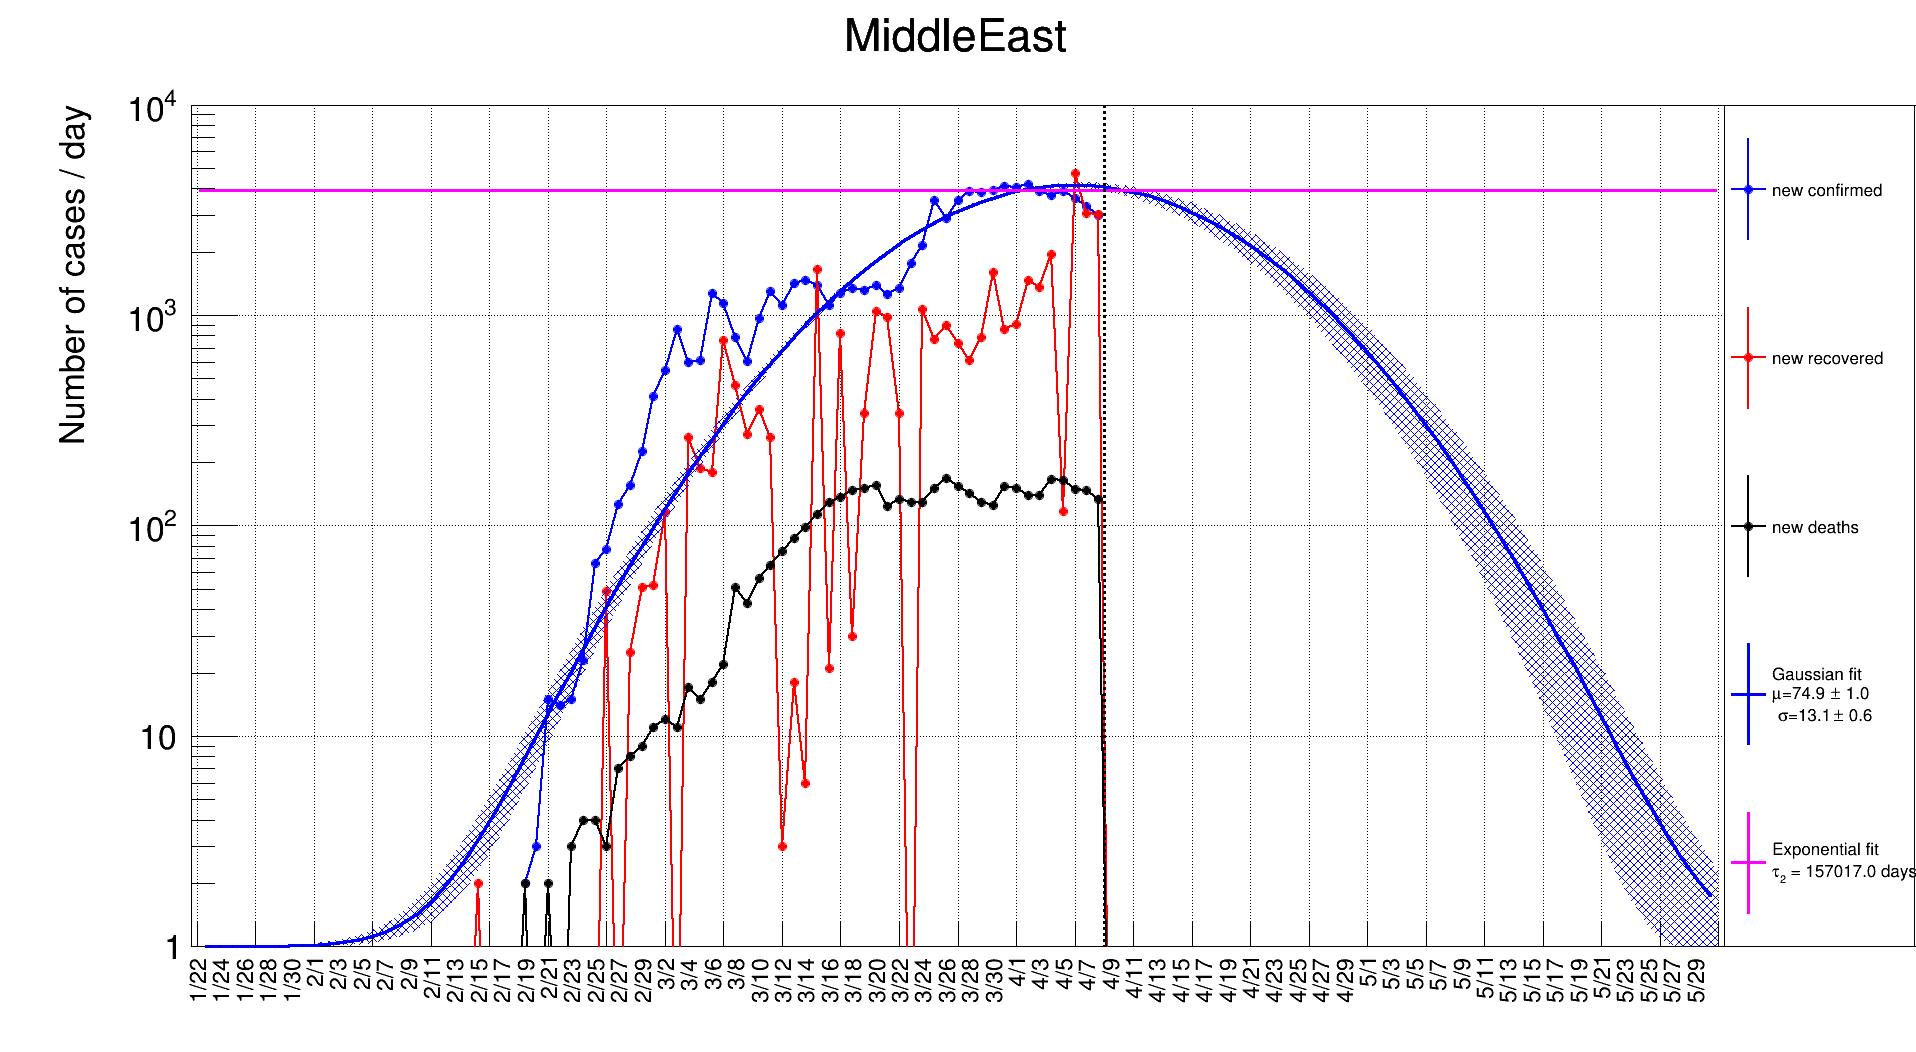 MiddleEast
Number of cases / day
10^4
10^3
10^2
10
1
1/22 1/24 1/26 1/28 1/30 2/1 2/3 2/5 2/7 2/9 2/11 2/13 2/15 2/17 2/19 2/21 2/23 2/25 2/27 2/29 3/2 3/4 3/6 3/8 3/10 3/12 3/14 3/16 3/18 3/20 3/22 3/24 3/26 3/28 3/30 4/1 4/3 4/5 4/7 4/9 4/11 4/13 4/15 4/17 4/19 4/21 4/23 4/25 4/27 4/29 5/1 5/3 5/5 5/7 5/9 5/11 5/13 5/15 5/17 5/19 5/21 5/23 5/25 5/27 5/29
new confirmed
new recovered
new deaths
Gaussian fit
μ=74.9 ± 1.0
σ=13.1 ± 0.6
Exponential fit
τ₂ = 157017.0 days